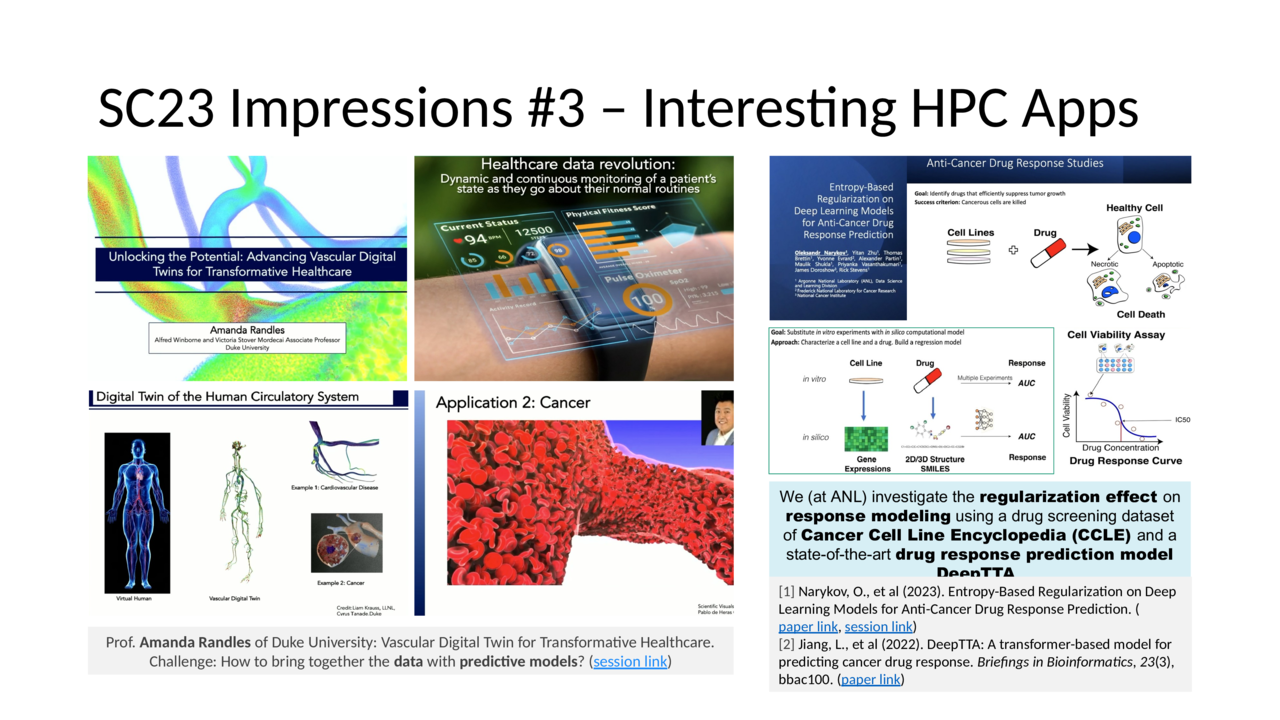 SC23 Impressions #3 – Interesting HPC Apps
Unlocking the Potential: Advancing Vascular Digital
Twins for Transformative Healthcare
Amanda Randles
Alfred Winborne and Victoria Stover Mordecai Associate Professor
Duke University
Healthcare data revolution:
Dynamic and continuous monitoring of a patient's
state as they go about their normal routines
Current Status
94 BPM
12500
Physical Fitness Score
Pulse Oximeter
SpO2
100
Digital Twin of the Human Circulatory System
Example 1: Cardiovascular Disease
Example 2: Cancer
Virtual Human
Vascular Digital Twin
Credit:Liam Krauss, LLNL,
Cyrus Tanade,Duke
Application 2: Cancer
Scientific Visuals
Pablo de Heras
Prof. Amanda Randles of Duke University: Vascular Digital Twin for Transformative Healthcare.
Challenge: How to bring together the data with predictive models? (session link)
Entropy-Based
Regularization on
Deep Learning Models
for Anti-Cancer Drug
Response Prediction
Oleksandr Narykov¹, Yitan Zhu¹, Thomas
Brettin¹, Yvonne Evrard², Alexander Partin¹,
Maulik Shukla¹, Priyanka Vasanthakumari¹,
James Doroshow³, Rick Stevens¹
¹ Argonne National Laboratory (ANL), Data Science
and Learning Division
² Frederick National Laboratory for Cancer Research
³ National Cancer Institute
Anti-Cancer Drug Response Studies
Goal: Identify drugs that efficiently suppress tumor growth
Success criterion: Cancerous cells are killed
Healthy Cell
Cell Lines
Drug
Necrotic
Apoptotic
Cell Death
Goal: Substitute in vitro experiments with in silico computational model
Approach: Characterize a cell line and a drug. Build a regression model
Cell Line
Drug
Response
in vitro
Multiple Experiments
AUC
in silico
AUC
Gene
Expressions
2D/3D Structure
SMILES
Response
Cell Viability Assay
Cell Viability
IC50
Drug Concentration
Drug Response Curve
We (at ANL) investigate the regularization effect on
response modeling using a drug screening dataset
of Cancer Cell Line Encyclopedia (CCLE) and a
state-of-the-art drug response prediction model
DeepTTA
[1] Narykov, O., et al (2023). Entropy-Based Regularization on Deep
Learning Models for Anti-Cancer Drug Response Prediction. (
paper link, session link)
[2] Jiang, L., et al (2022). DeepTTA: A transformer-based model for
predicting cancer drug response. Briefings in Bioinformatics, 23(3),
bbac100. (paper link)